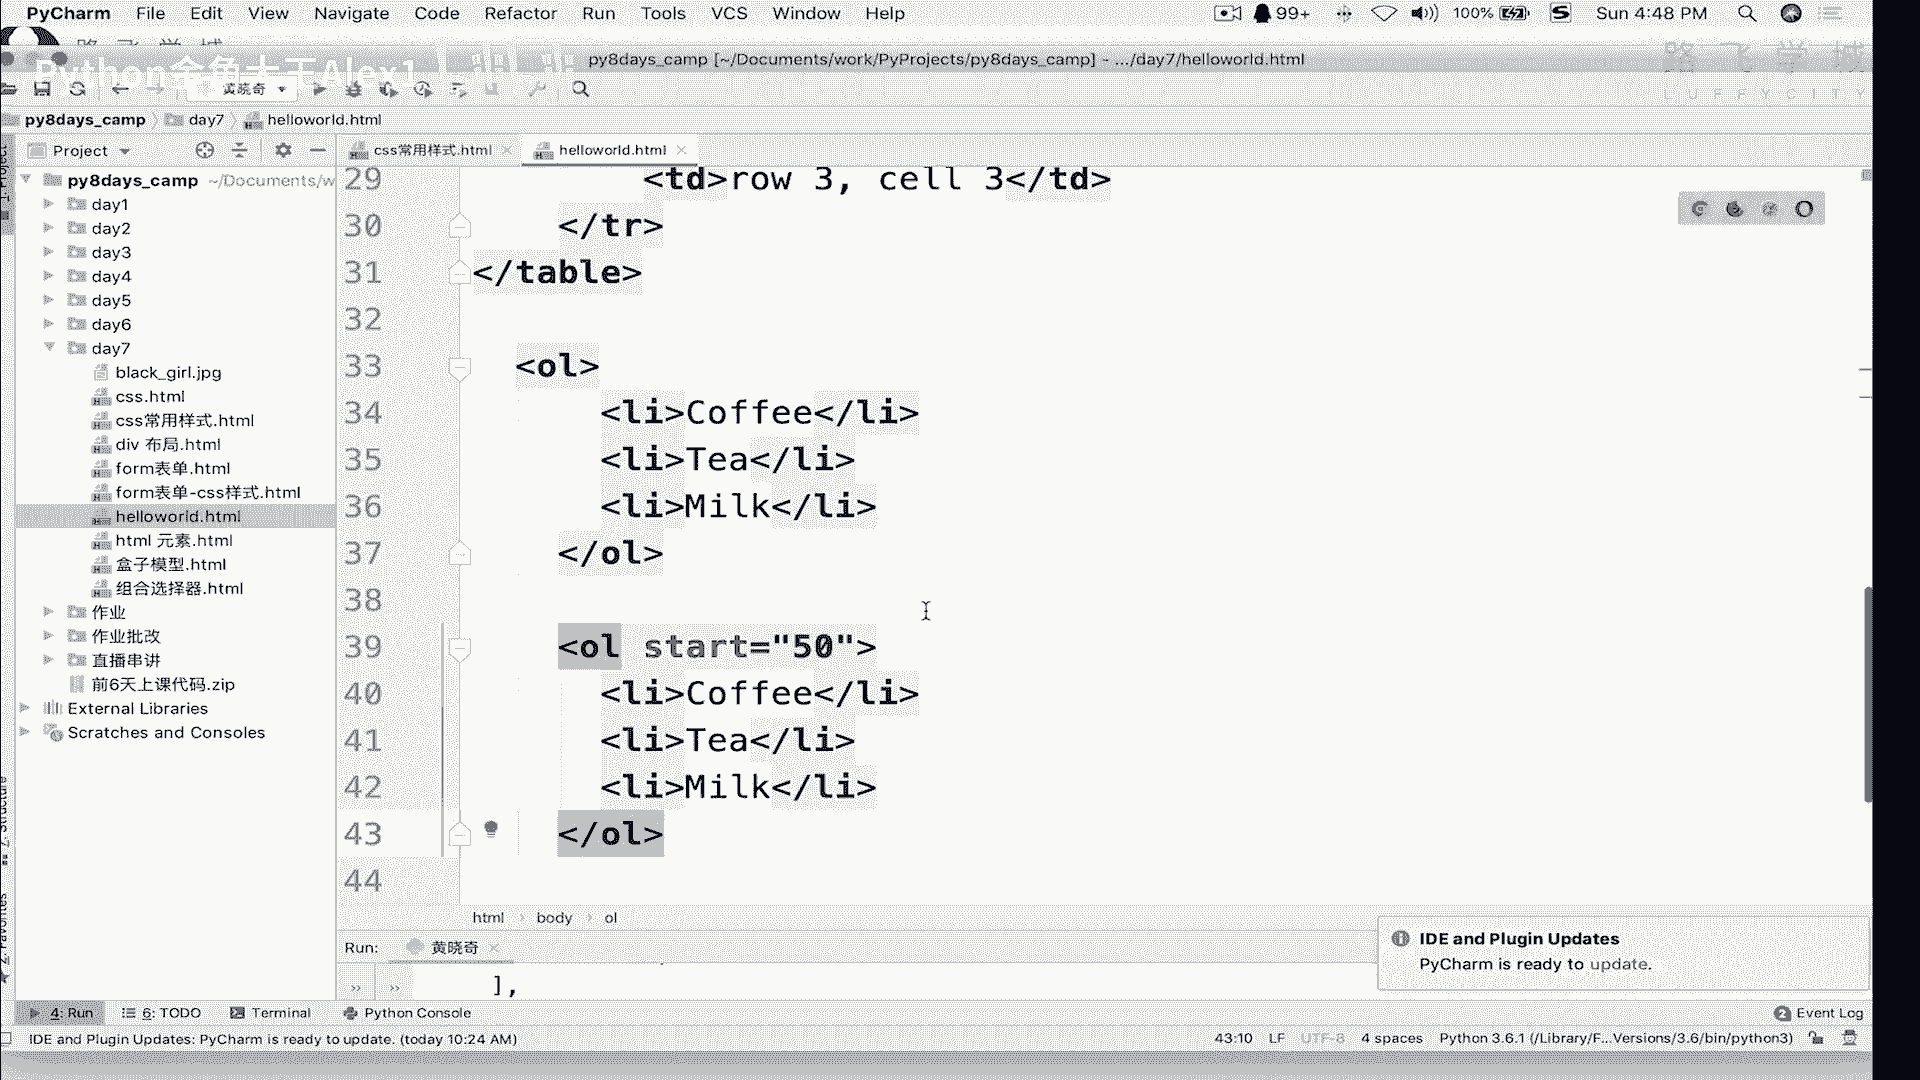 PyCharm File Edit View Navigate Code Refactor Run Tools VCS Window Help 99+ 100% Sun 4:48 PM
路 飞 学 城
Python金角大王Alex1
py8days_camp [~/Documents/work/PyProjects/py8days_camp] - .../day7/helloworld.html
路 飞 学 城
LUFFYCITY
黄晓奇
py8days_camp day7 helloworld.html
1: Project
Project
css常用样式.html
helloworld.html
py8days_camp ~/Documents/w
day1
day2
day3
day4
day5
day6
day7
black_girl.jpg
css.html
css常用样式.html
div 布局.html
form表单.html
form表单-css样式.html
helloworld.html
html 元素.html
盒子模型.html
组合选择器.html
作业
作业批改
直播串讲
前6天上课代码.zip
External Libraries
Scratches and Consoles
29 <td>row 3, cell 3</td>
30 </tr>
31 </table>
32
33 <ol>
34 <li>Coffee</li>
35 <li>Tea</li>
36 <li>Milk</li>
37 </ol>
38
39 <ol start="50">
40 <li>Coffee</li>
41 <li>Tea</li>
42 <li>Milk</li>
43 </ol>
44
html body ol
7: Structure
2: Favorites
Run: 黄晓奇
],
IDE and Plugin Updates
PyCharm is ready to update.
4: Run 6: TODO Terminal Python Console 2 Event Log
IDE and Plugin Updates: PyCharm is ready to update. (today 10:24 AM) 43:10 LF UTF-8 4 spaces Python 3.6.1 (/Library/F...Versions/3.6/bin/python3)